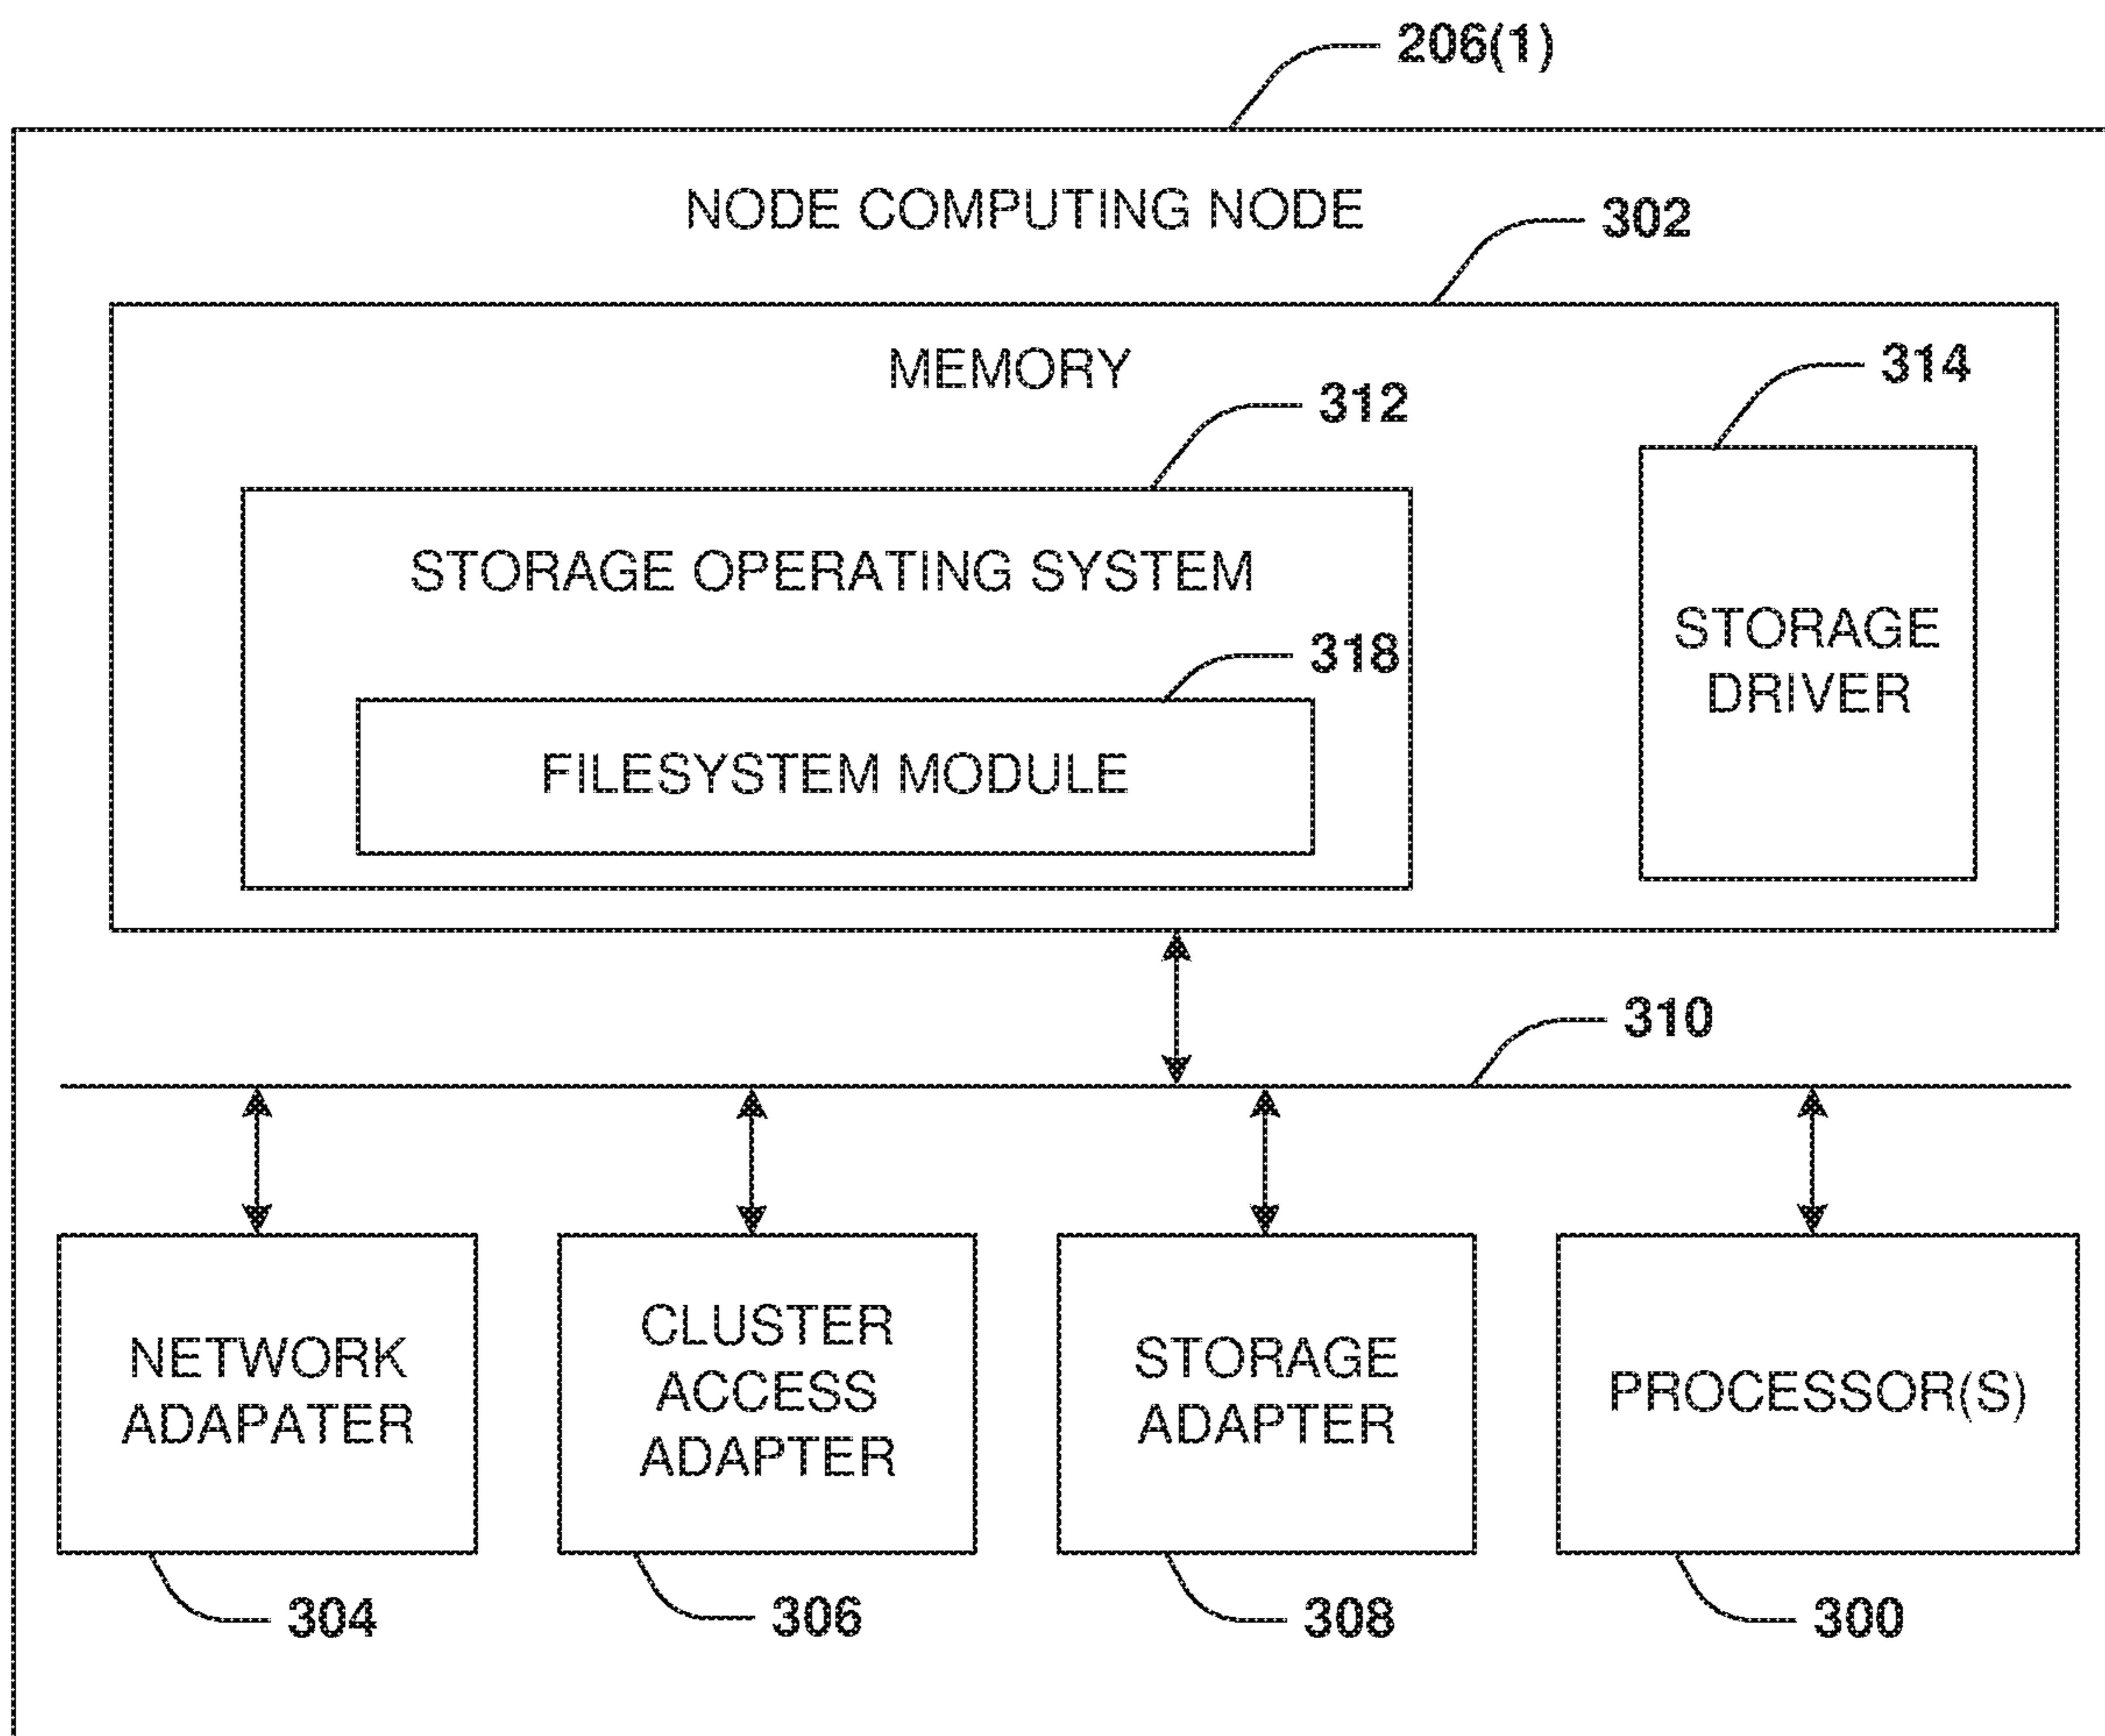 206(1)
NODE COMPUTING NODE
302
MEMORY
314
312
STORAGE OPERATING SYSTEM
STORAGE
DRIVER
318
FILESYSTEM MODULE
310
NETWORK
ADAPATER
CLUSTER
ACCESS
ADAPTER
STORAGE
ADAPTER
PROCESSOR(S)
304
306
308
300